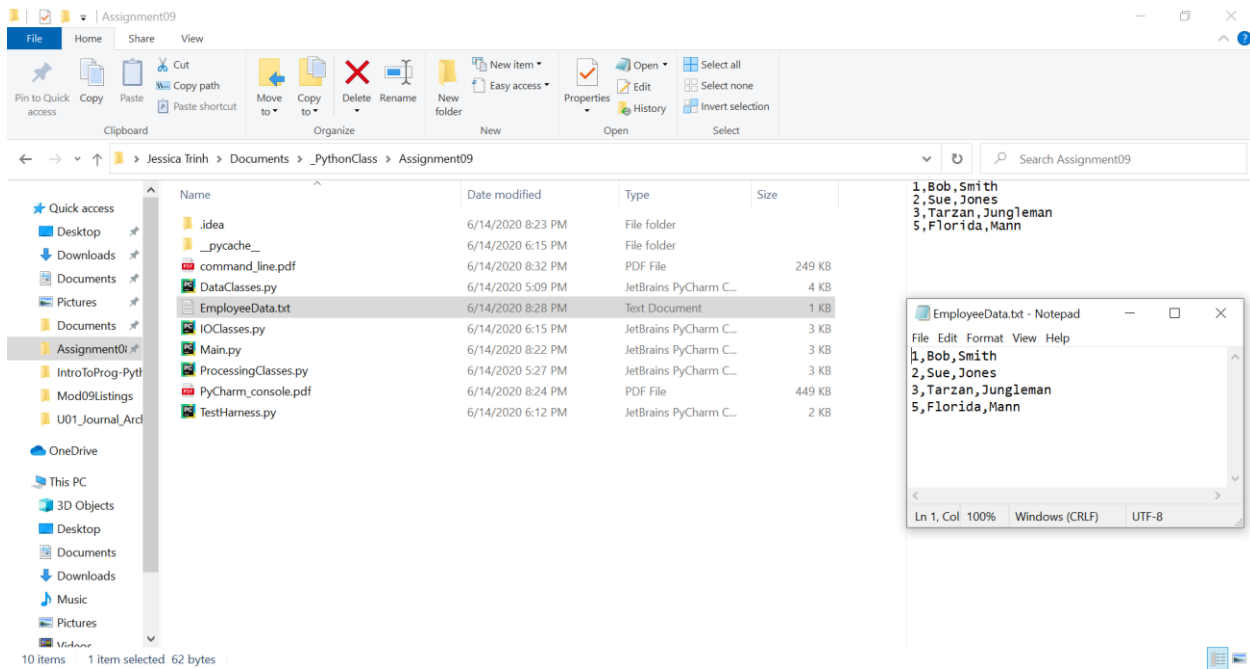 Assignment09
File Home Share View
Pin to Quick access
Copy
Paste
Cut
Copy path
Paste shortcut
Clipboard
Move to
Copy to
Delete
Rename
Organize
New folder
New item
Easy access
New
Properties
Open
Edit
History
Open
Select all
Select none
Invert selection
Select
Jessica Trinh > Documents > _PythonClass > Assignment09
Search Assignment09
Quick access
Desktop
Downloads
Documents
Pictures
Documents
Assignment08
IntroToProg-Pyth
Mod09Listings
U01_Journal_Arcl
OneDrive
This PC
3D Objects
Desktop
Documents
Downloads
Music
Pictures
Videos
Name Date modified Type Size
.idea 6/14/2020 8:23 PM File folder
__pycache__ 6/14/2020 6:15 PM File folder
command_line.pdf 6/14/2020 8:32 PM PDF File 249 KB
DataClasses.py 6/14/2020 5:09 PM JetBrains PyCharm C... 4 KB
EmployeeData.txt 6/14/2020 8:28 PM Text Document 1 KB
IOClasses.py 6/14/2020 6:15 PM JetBrains PyCharm C... 3 KB
Main.py 6/14/2020 8:22 PM JetBrains PyCharm C... 3 KB
ProcessingClasses.py 6/14/2020 5:27 PM JetBrains PyCharm C... 3 KB
PyCharm_console.pdf 6/14/2020 8:24 PM PDF File 449 KB
TestHarness.py 6/14/2020 6:12 PM JetBrains PyCharm C... 2 KB
1,Bob,Smith
2,Sue,Jones
3,Tarzan,Jungleman
5,Florida,Mann
EmployeeData.txt - Notepad
File Edit Format View Help
1,Bob,Smith
2,Sue,Jones
3,Tarzan,Jungleman
5,Florida,Mann
Ln 1, Col 100% Windows (CRLF) UTF-8
10 items 1 item selected 62 bytes